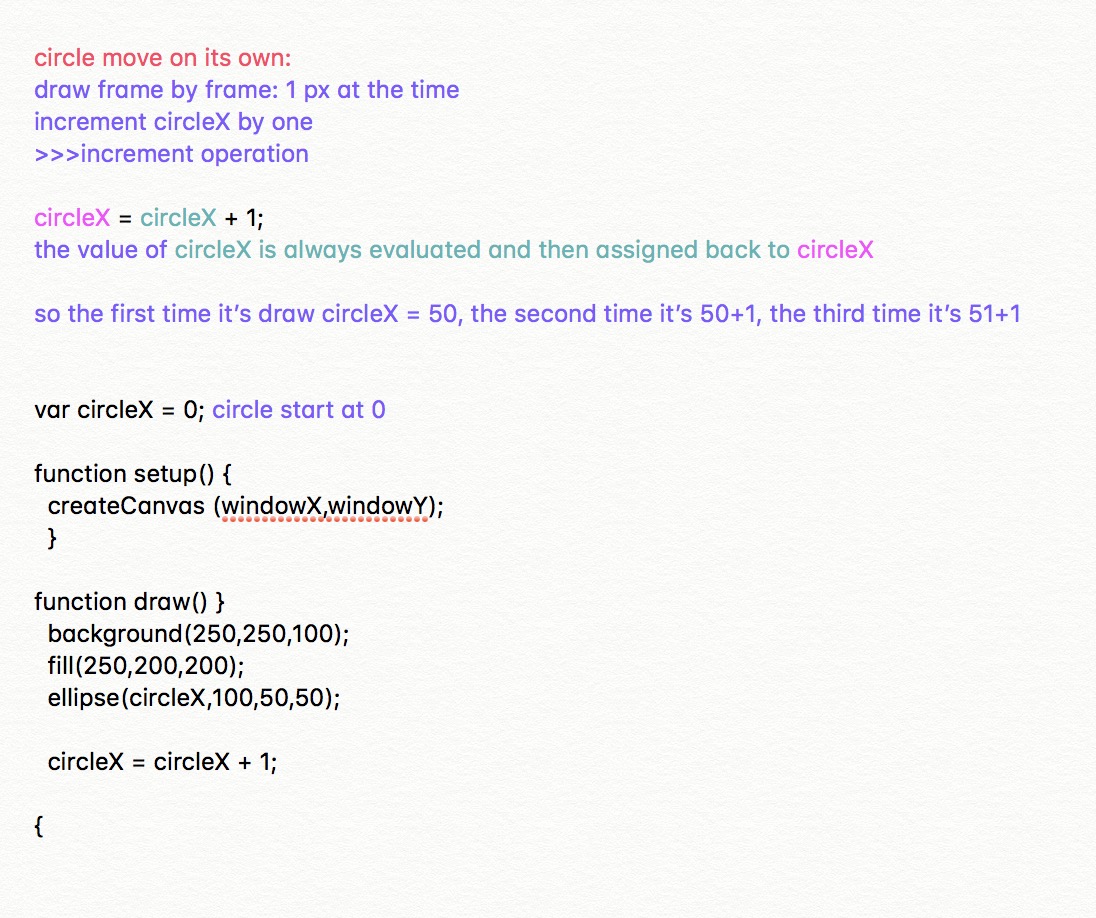 circle move on its own:
draw frame by frame: 1 px at the time
increment circleX by one
>>>increment operation
circleX = circleX + 1;
the value of circleX is always evaluated and then assigned back to circleX
so the first time it’s draw circleX = 50, the second time it’s 50+1, the third time it’s 51+1
var circleX = 0; circle start at 0
function setup() {
createCanvas (windowX,windowY);
}
function draw() }
background(250,250,100);
fill(250,200,200);
ellipse(circleX,100,50,50);
circleX = circleX + 1;
{